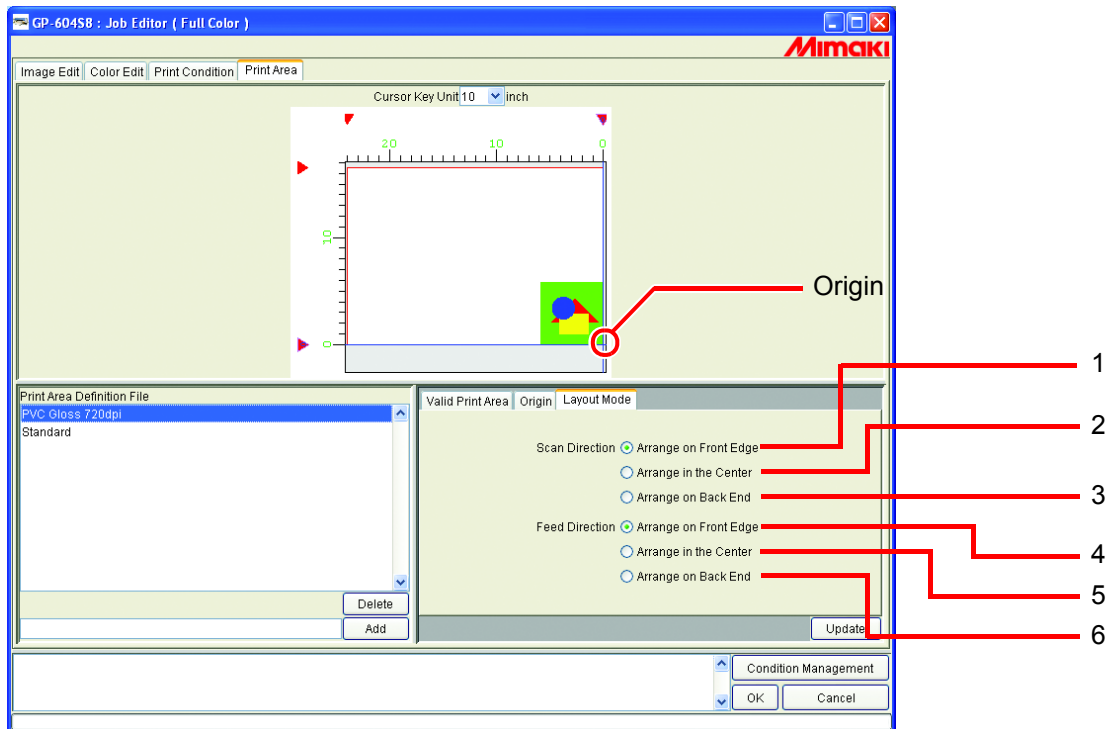 GP-604S8 : Job Editor ( Full Color )
Mimaki
Image Edit Color Edit Print Condition Print Area
Cursor Key Unit 10 inch
20 10 0
10
0
Origin
Print Area Definition File
PVC Gloss 720dpi
Standard
Delete
Add
Valid Print Area Origin Layout Mode
Scan Direction Arrange on Front Edge
Arrange in the Center
Arrange on Back End
Feed Direction Arrange on Front Edge
Arrange in the Center
Arrange on Back End
Update
1
2
3
4
5
6
Condition Management
OK Cancel